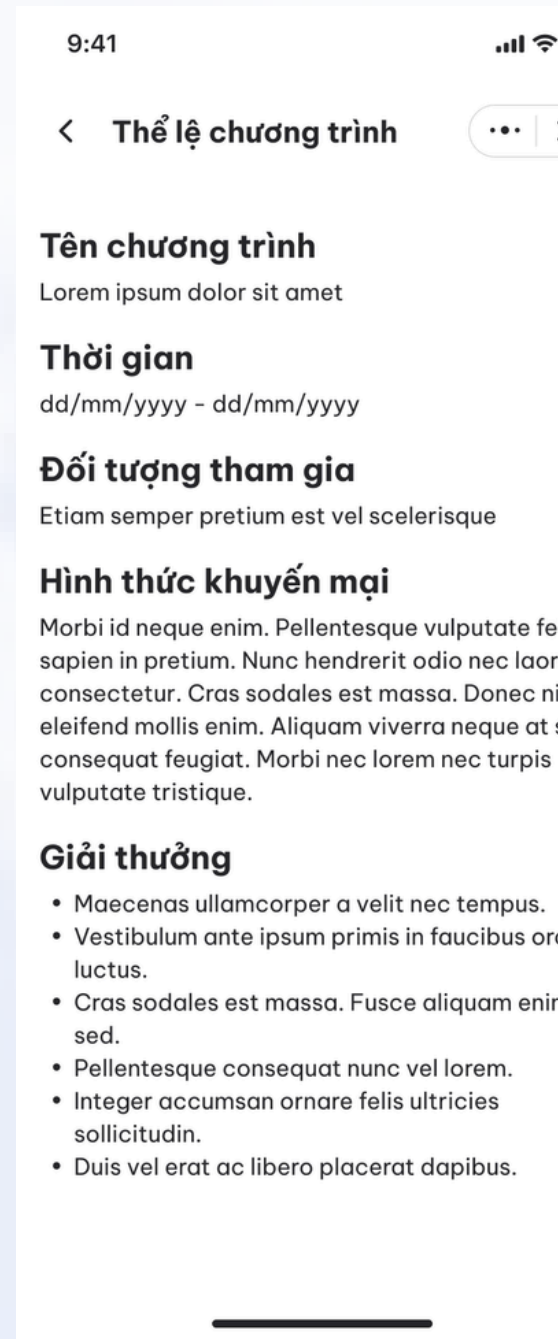 9:41
Thể lệ chương trình
Tên chương trình
Lorem ipsum dolor sit amet
Thời gian
dd/mm/yyyy - dd/mm/yyyy
Đối tượng tham gia
Etiam semper pretium est vel scelerisque
Hình thức khuyến mại
Morbi id neque enim. Pellentesque vulputate
sapien in pretium. Nunc hendrerit odio nec
consectetur. Cras sodales est massa. Donec
eleifend mollis enim. Aliquam viverra neque at
consequat feugiat. Morbi nec lorem nec turpis
vulputate tristique.
Giải thưởng
• Maecenas ullamcorper a velit nec tempus.
• Vestibulum ante ipsum primis in faucibus
luctus.
• Cras sodales est massa. Fusce aliquam
sed.
• Pellentesque consequat nunc vel lorem.
• Integer accumsan ornare felis ultricies
sollicitudin.
• Duis vel erat ac libero placerat dapibus.